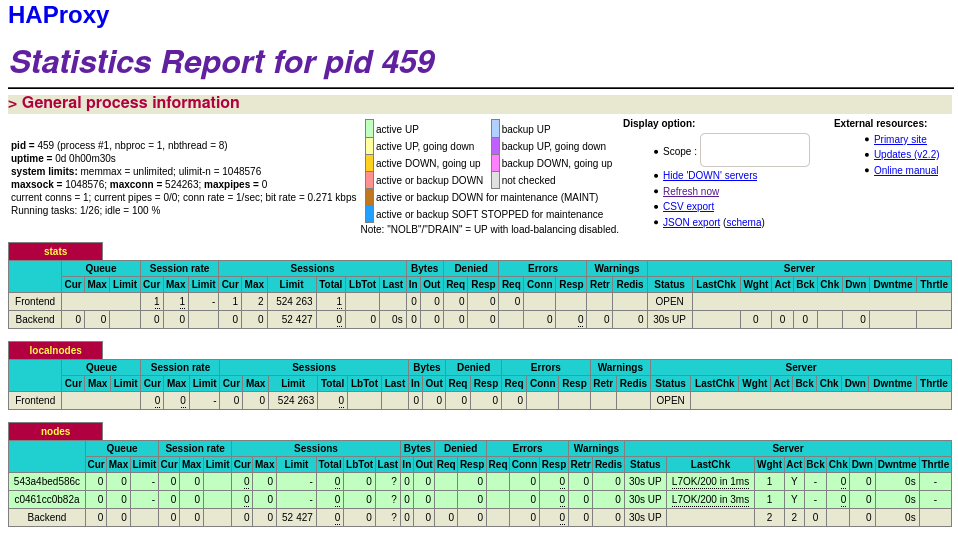 HAProxy
Statistics Report for pid 459
> General process information
pid = 459 (process #1, nbproc = 1, nbthread = 8)
uptime = 0d 0h00m30s
system limits: memmax = unlimited; ulimit-n = 1048576
maxsock = 1048576; maxconn = 524263; maxpipes = 0
current conns = 1; current pipes = 0/0; conn rate = 1/sec; bit rate = 0.271 kbps
Running tasks: 1/26; idle = 100 %
active UP backup UP
active UP, going down backup UP, going down
active DOWN, going up backup DOWN, going up
active or backup DOWN not checked
active or backup DOWN for maintenance (MAINT)
active or backup SOFT STOPPED for maintenance
Note: "NOLB"/"DRAIN" = UP with load-balancing disabled.
Display option:
• Scope :
• Hide 'DOWN' servers
• Refresh now
• CSV export
• JSON export (schema)
External resources:
• Primary site
• Updates (v2.2)
• Online manual
stats
Queue Session rate Sessions Bytes Denied Errors Warnings Server
Cur Max Limit Cur Max Limit Cur Max Limit Total LbTot Last In Out Req Resp Req Conn Resp Retr Redis Status LastChk Wght Act Bck Chk Dwn Dwntme Thrtle
Frontend 1 1 - 1 2 524 263 1 0 0 0 0 0 OPEN
Backend 0 0 0 0 0 0 52 427 0 0 0s 0 0 0 0 0 0 0 0 30s UP 0 0 0 0
localnodes
Queue Session rate Sessions Bytes Denied Errors Warnings Server
Cur Max Limit Cur Max Limit Cur Max Limit Total LbTot Last In Out Req Resp Req Conn Resp Retr Redis Status LastChk Wght Act Bck Chk Dwn Dwntme Thrtle
Frontend 0 0 - 0 0 524 263 0 0 0 0 0 0 OPEN
nodes
Queue Session rate Sessions Bytes Denied Errors Warnings Server
Cur Max Limit Cur Max Limit Cur Max Limit Total LbTot Last In Out Req Resp Req Conn Resp Retr Redis Status LastChk Wght Act Bck Chk Dwn Dwntme Thrtle
543a4bed586c 0 0 - 0 0 0 0 - 0 0 ? 0 0 0 0 0 0 0 30s UP L7OK/200 in 1ms 1 Y - 0 0 0s -
c0461cc0b82a 0 0 - 0 0 0 0 - 0 0 ? 0 0 0 0 0 0 0 30s UP L7OK/200 in 3ms 1 Y - 0 0 0s -
Backend 0 0 0 0 0 0 52 427 0 0 ? 0 0 0 0 0 0 0 0 30s UP 2 2 0 0 0s